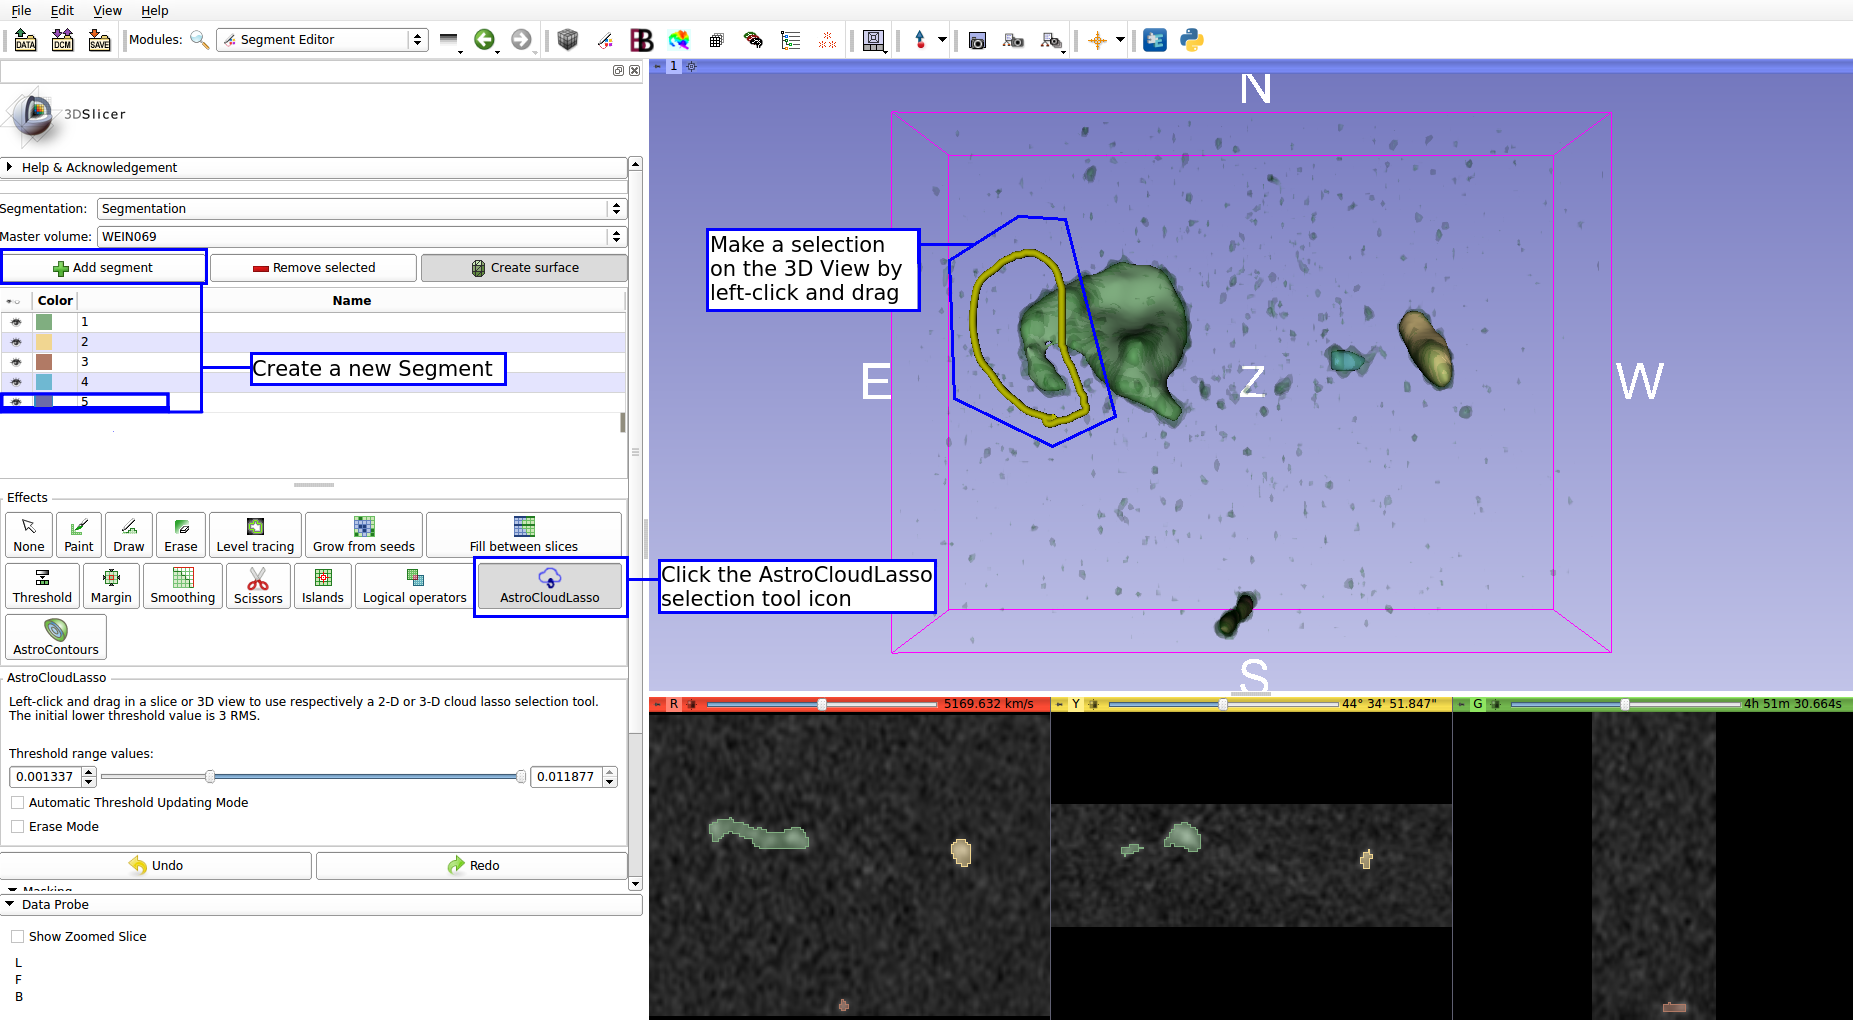 File Edit View Help
DATA DCM SAVE Modules: Segment Editor
1
3DSlicer
N
Help & Acknowledgement
Segmentation: Segmentation
Master volume: WEIN069
Add segment Remove selected Create surface
Color Name
1
2
3
4
5
Create a new Segment
Make a selection
on the 3D View by
left-click and drag
E Z W
S
Effects
None Paint Draw Erase Level tracing Grow from seeds Fill between slices
Threshold Margin Smoothing Scissors Islands Logical operators AstroCloudLasso
AstroContours
Click the AstroCloudLasso
selection tool icon
AstroCloudLasso
Left-click and drag in a slice or 3D view to use respectively a 2-D or 3-D cloud lasso selection tool.
The initial lower threshold value is 3 RMS.
Threshold range values:
0.001337 0.011877
Automatic Threshold Updating Mode
Erase Mode
Undo Redo
Masking
Data Probe
Show Zoomed Slice
L
F
B
R 5169.632 km/s
Y 44° 34' 51.847"
G 4h 51m 30.664s